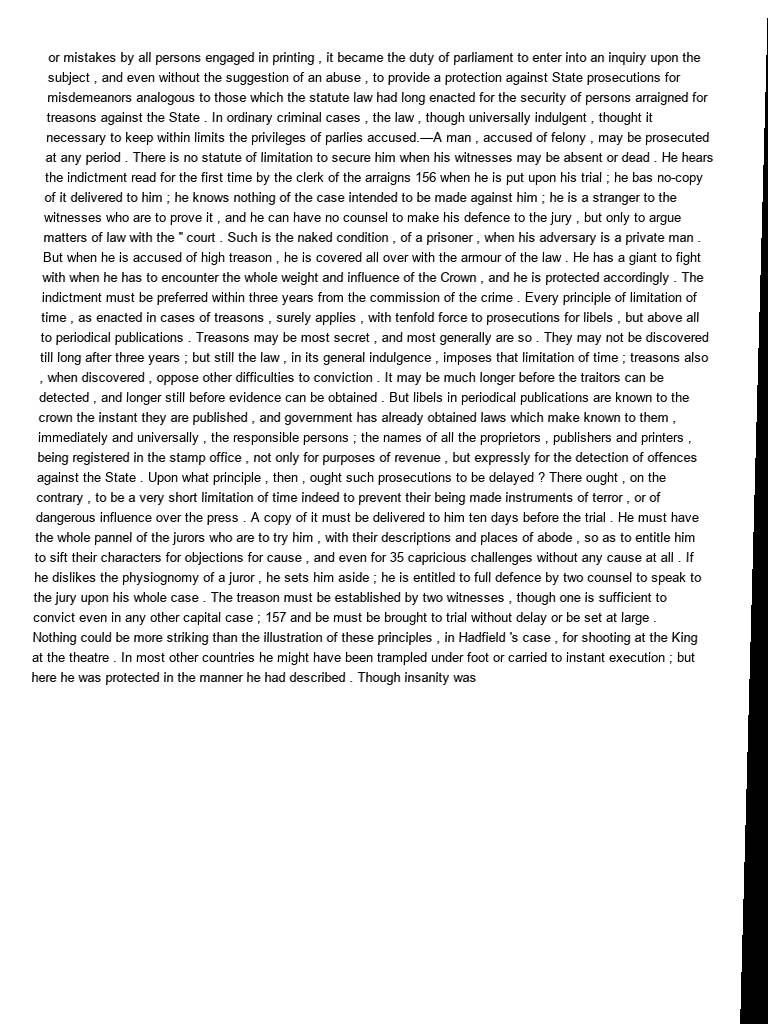 or mistakes by all persons engaged in printing , it became the duty of parliament to enter into an inquiry upon the
subject , and even without the suggestion of an abuse , to provide a protection against State prosecutions for
misdemeanors analogous to those which the statute law had long enacted for the security of persons arraigned for
treasons against the State . In ordinary criminal cases , the law , though universally indulgent , thought it
necessary to keep within limits the privileges of parlies accused.—A man , accused of felony , may be prosecuted
at any period . There is no statute of limitation to secure him when his witnesses may be absent or dead . He hears
the indictment read for the first time by the clerk of the arraigns 156 when he is put upon his trial ; he bas no-copy
of it delivered to him ; he knows nothing of the case intended to be made against him ; he is a stranger to the
witnesses who are to prove it , and he can have no counsel to make his defence to the jury , but only to argue
matters of law with the " court . Such is the naked condition , of a prisoner , when his adversary is a private man .
But when he is accused of high treason , he is covered all over with the armour of the law . He has a giant to fight
with when he has to encounter the whole weight and influence of the Crown , and he is protected accordingly . The
indictment must be preferred within three years from the commission of the crime . Every principle of limitation of
time , as enacted in cases of treasons , surely applies , with tenfold force to prosecutions for libels , but above all
to periodical publications . Treasons may be most secret , and most generally are so . They may not be discovered
till long after three years ; but still the law , in its general indulgence , imposes that limitation of time ; treasons also
, when discovered , oppose other difficulties to conviction . It may be much longer before the traitors can be
detected , and longer still before evidence can be obtained . But libels in periodical publications are known to the
crown the instant they are published , and government has already obtained laws which make known to them ,
immediately and universally , the responsible persons ; the names of all the proprietors , publishers and printers ,
being registered in the stamp office , not only for purposes of revenue , but expressly for the detection of offences
against the State . Upon what principle , then , ought such prosecutions to be delayed ? There ought , on the
contrary , to be a very short limitation of time indeed to prevent their being made instruments of terror , or of
dangerous influence over the press . A copy of it must be delivered to him ten days before the trial . He must have
the whole pannel of the jurors who are to try him , with their descriptions and places of abode , so as to entitle him
to sift their characters for objections for cause , and even for 35 capricious challenges without any cause at all . If
he dislikes the physiognomy of a juror , he sets him aside ; he is entitled to full defence by two counsel to speak to
the jury upon his whole case . The treason must be established by two witnesses , though one is sufficient to
convict even in any other capital case ; 157 and be must be brought to trial without delay or be set at large .
Nothing could be more striking than the illustration of these principles , in Hadfield 's case , for shooting at the King
at the theatre . In most other countries he might have been trampled under foot or carried to instant execution ; but
here he was protected in the manner he had described . Though insanity was